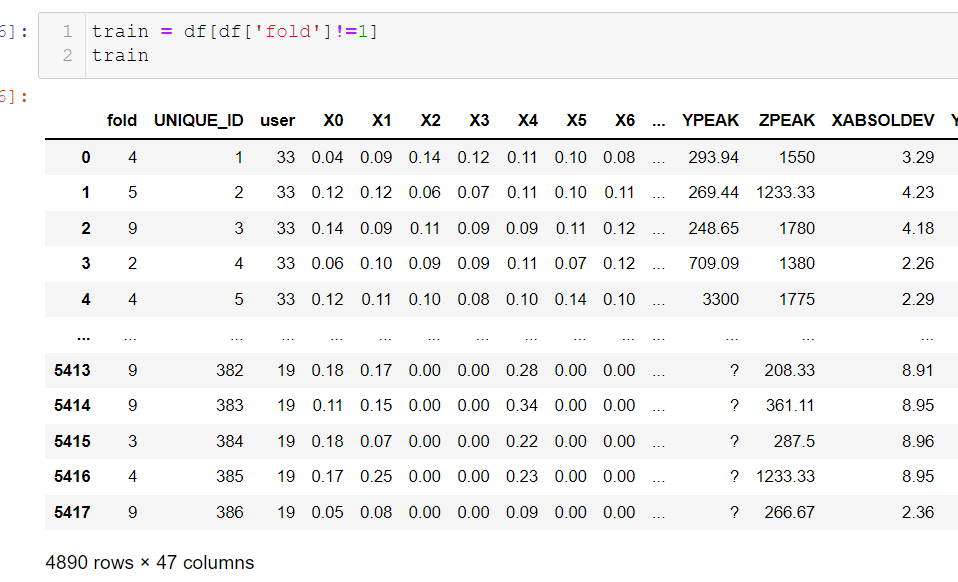 6]:
1 train = df[df['fold']!=1]
2 train
6]:
fold UNIQUE_ID user X0 X1 X2 X3 X4 X5 X6 ... YPEAK ZPEAK XABSOLDEV Y
0 4 1 33 0.04 0.09 0.14 0.12 0.11 0.10 0.08 ... 293.94 1550 3.29
1 5 2 33 0.12 0.12 0.06 0.07 0.11 0.10 0.11 ... 269.44 1233.33 4.23
2 9 3 33 0.14 0.09 0.11 0.09 0.09 0.11 0.12 ... 248.65 1780 4.18
3 2 4 33 0.06 0.10 0.09 0.09 0.11 0.07 0.12 ... 709.09 1380 2.26
4 4 5 33 0.12 0.11 0.10 0.08 0.10 0.14 0.10 ... 3300 1775 2.29
... ... ... ... ... ... ... ... ... ... ... ... ... ... ...
5413 9 382 19 0.18 0.17 0.00 0.00 0.28 0.00 0.00 ... ? 208.33 8.91
5414 9 383 19 0.11 0.15 0.00 0.00 0.34 0.00 0.00 ... ? 361.11 8.95
5415 3 384 19 0.18 0.07 0.00 0.00 0.22 0.00 0.00 ... ? 287.5 8.96
5416 4 385 19 0.17 0.25 0.00 0.00 0.23 0.00 0.00 ... ? 1233.33 8.95
5417 9 386 19 0.05 0.08 0.00 0.00 0.09 0.00 0.00 ... ? 266.67 2.36
4890 rows × 47 columns